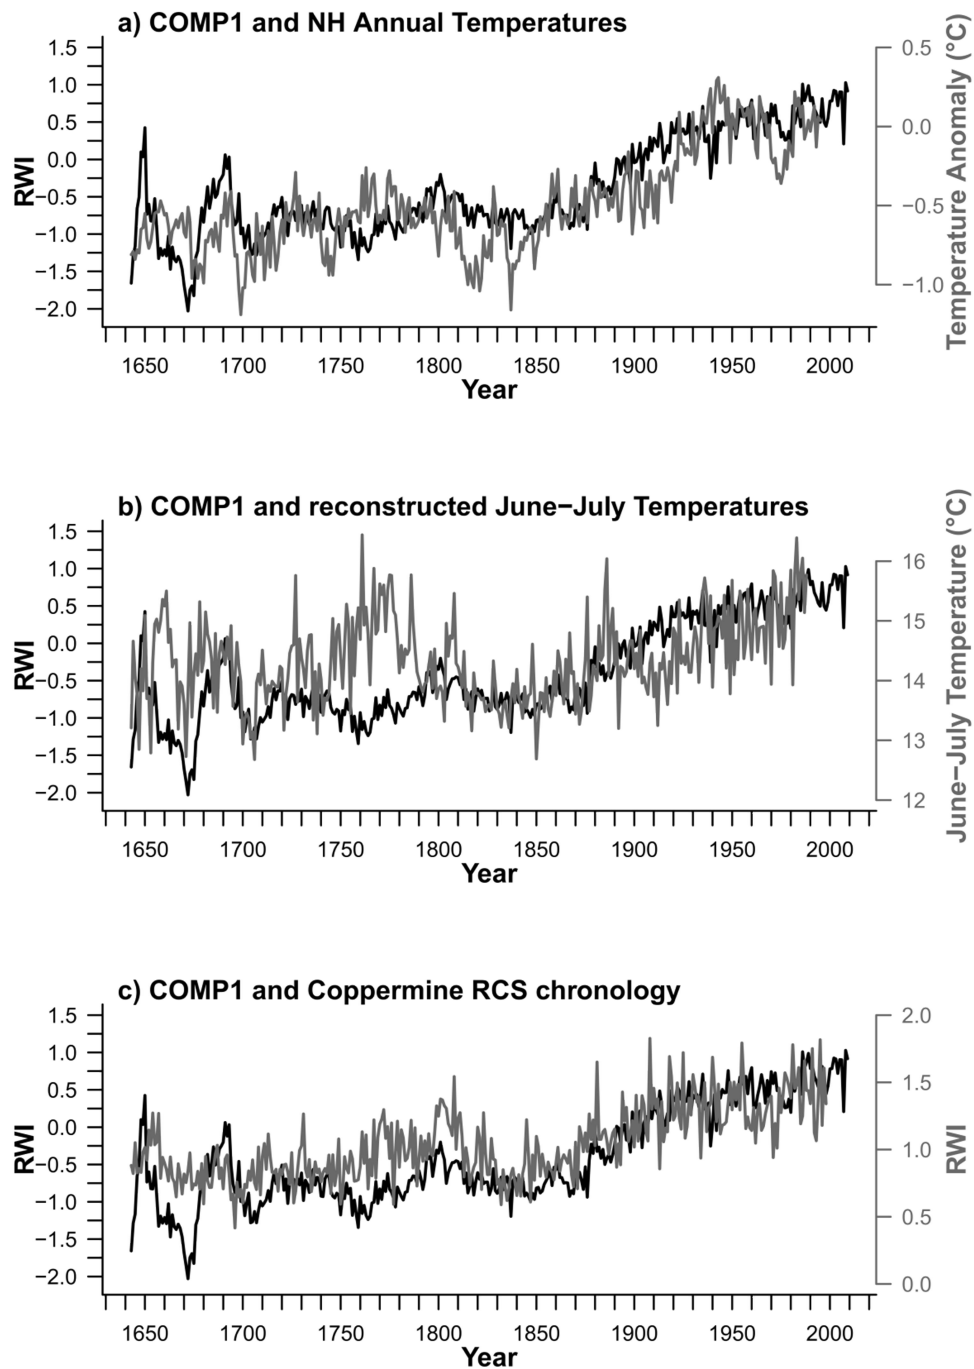 a) COMP1 and NH Annual Temperatures
1.5
1.0
0.5
0.0
−0.5
−1.0
−1.5
−2.0
RWI
0.5
0.0
−0.5
−1.0
Temperature Anomaly (°C)
1650 1700 1750 1800 1850 1900 1950 2000
Year
b) COMP1 and reconstructed June−July Temperatures
1.5
1.0
0.5
0.0
−0.5
−1.0
−1.5
−2.0
RWI
16
15
14
13
12
June−July Temperature (°C)
1650 1700 1750 1800 1850 1900 1950 2000
Year
c) COMP1 and Coppermine RCS chronology
1.5
1.0
0.5
0.0
−0.5
−1.0
−1.5
−2.0
RWI
2.0
1.5
1.0
0.5
0.0
RWI
1650 1700 1750 1800 1850 1900 1950 2000
Year